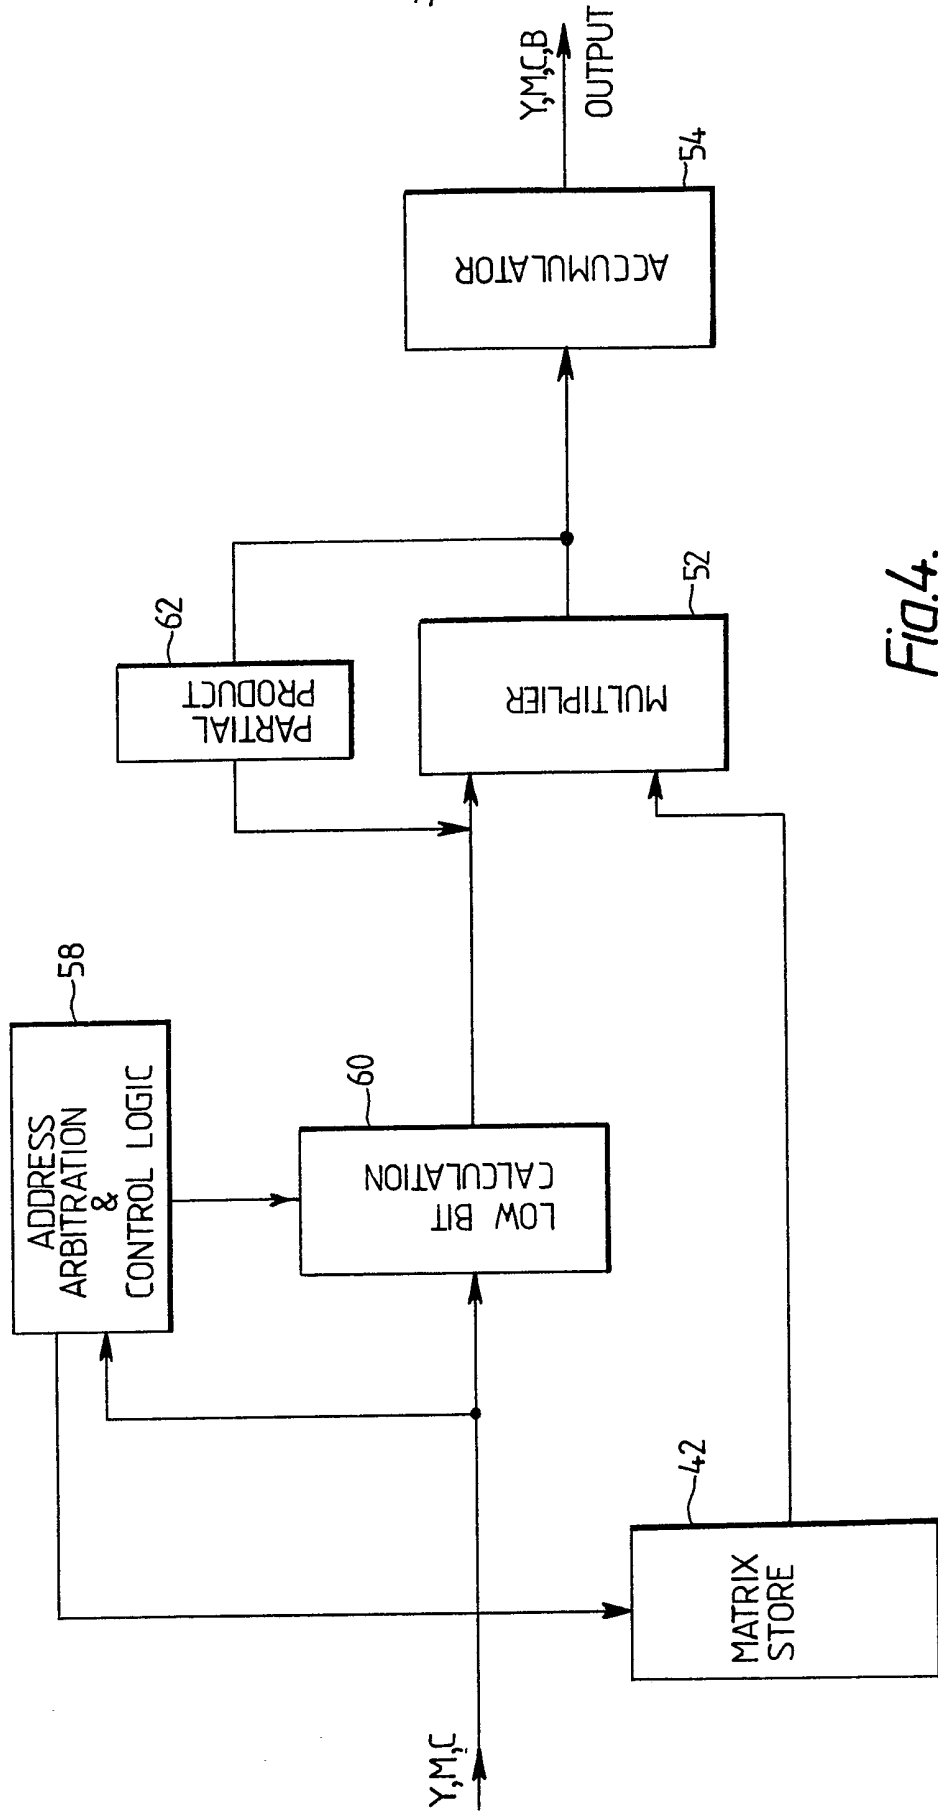 Y,M,C
ADDRESS
ARBITRATION
&
CONTROL LOGIC
58
LOW BIT
CALCULATION
60
MATRIX
STORE
42
PARTIAL
PRODUCT
62
MULTIPLIER
52
ACCUMULATOR
54
Y,M,C,B
OUTPUT
Fig.4.